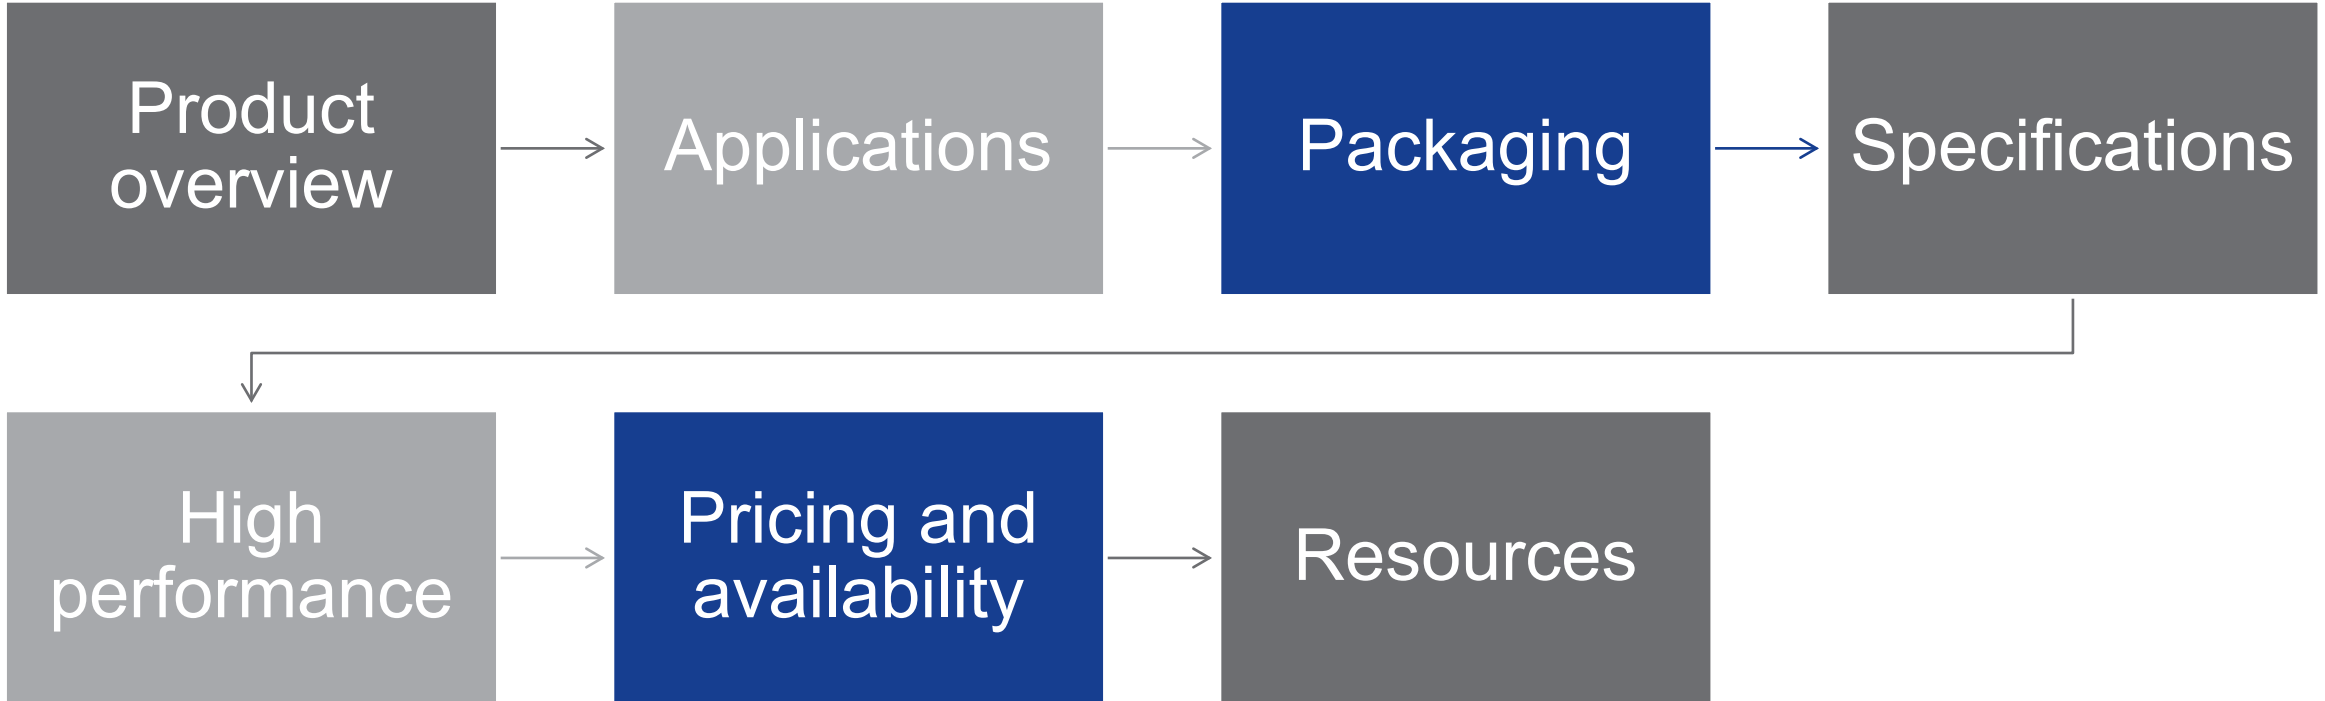 Product
overview
Applications
Packaging
Specifications
High
performance
Pricing and
availability
Resources